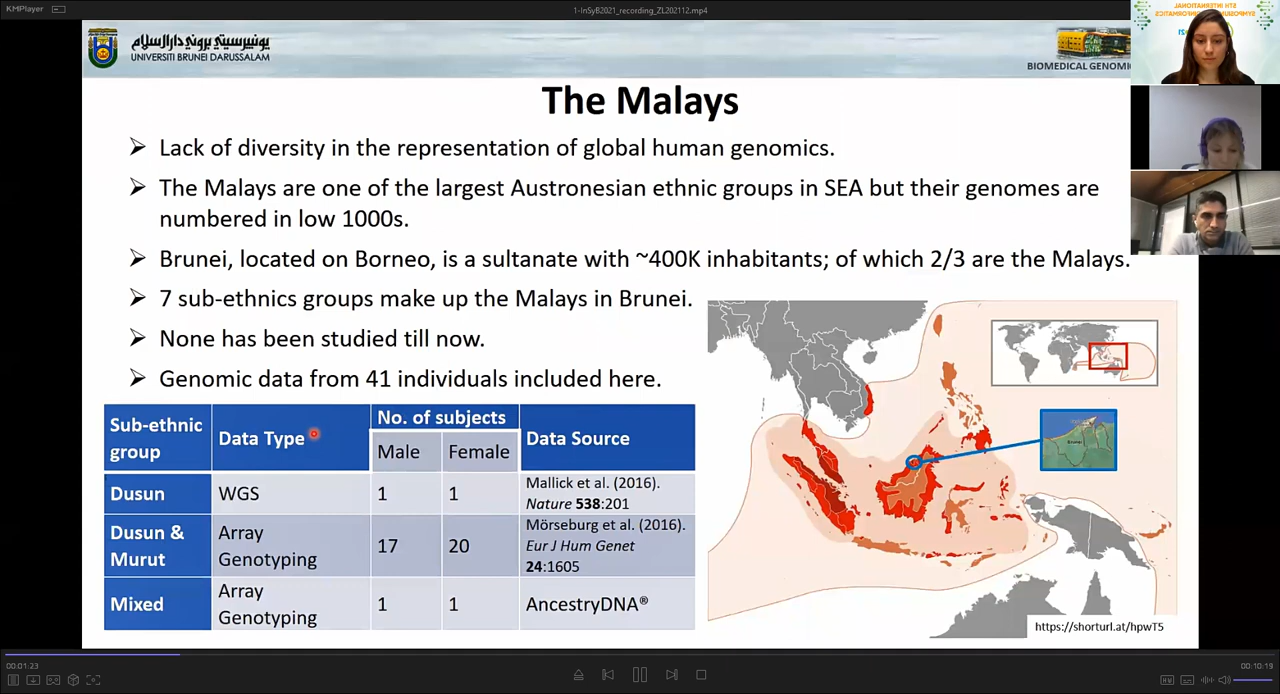 KMPlayer
1-InSyB2021_recording_ZL202112.mp4
يونيبرسيتي بروني دارالسلام
UNIVERSITI BRUNEI DARUSSALAM
BIOMEDICAL GENOMI
The Malays
➢ Lack of diversity in the representation of global human genomics.
➢ The Malays are one of the largest Austronesian ethnic groups in SEA but their genomes are
numbered in low 1000s.
➢ Brunei, located on Borneo, is a sultanate with ~400K inhabitants; of which 2/3 are the Malays.
➢ 7 sub-ethnics groups make up the Malays in Brunei.
➢ None has been studied till now.
➢ Genomic data from 41 individuals included here.
Sub-ethnic
group
Data Type
No. of subjects
Male
Female
Data Source
Dusun
WGS
1
1
Mallick et al. (2016).
Nature 538:201
Dusun &
Murut
Array
Genotyping
17
20
Mörseburg et al. (2016).
Eur J Hum Genet
24:1605
Mixed
Array
Genotyping
1
1
AncestryDNA®
Brunei
https://shorturl.at/hpwT5
00:01:23
00:10:19